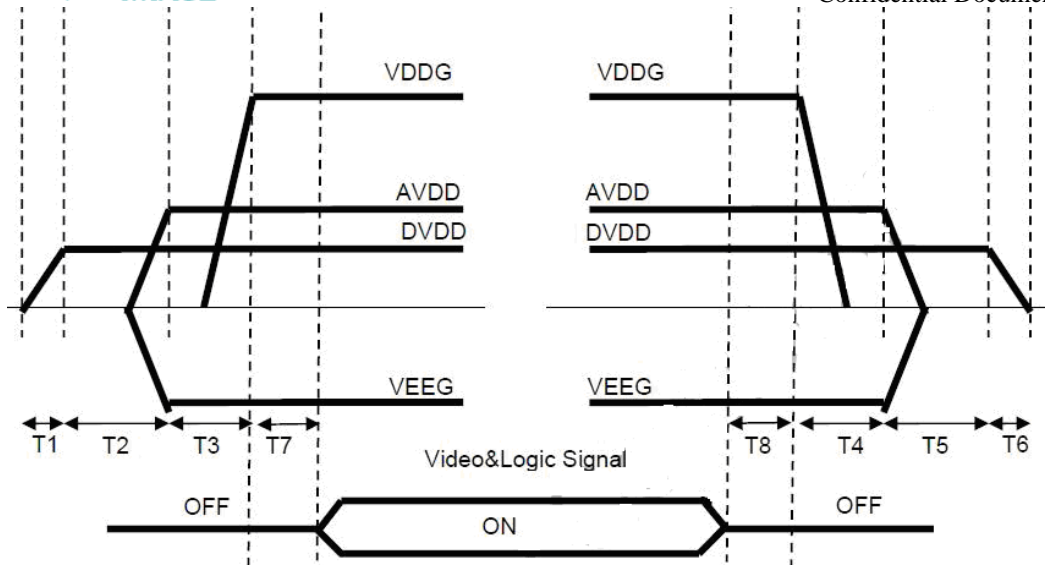 Confidential Documen
VDDG
VDDG
AVDD
AVDD
DVDD
DVDD
VEEG
VEEG
T1
T2
T3
T7
T8
T4
T5
T6
Video&Logic Signal
OFF
OFF
ON